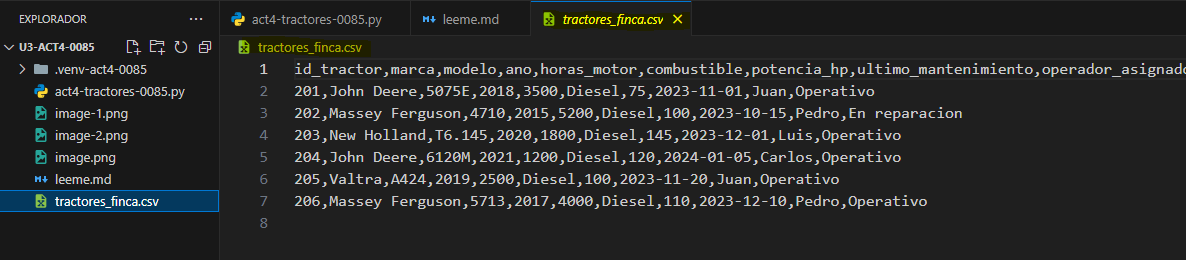 EXPLORADOR ...
U3-ACT4-0085
.venv-act4-0085
act4-tractores-0085.py
image-1.png
image-2.png
image.png
leeme.md
tractores_finca.csv
act4-tractores-0085.py leeme.md tractores_finca.csv
tractores_finca.csv
1 id_tractor,marca,modelo,ano,horas_motor,combustible,potencia_hp,ultimo_mantenimiento,operador_asignado
2 201,John Deere,5075E,2018,3500,Diesel,75,2023-11-01,Juan,Operativo
3 202,Massey Ferguson,4710,2015,5200,Diesel,100,2023-10-15,Pedro,En reparacion
4 203,New Holland,T6.145,2020,1800,Diesel,145,2023-12-01,Luis,Operativo
5 204,John Deere,6120M,2021,1200,Diesel,120,2024-01-05,Carlos,Operativo
6 205,Valtra,A424,2019,2500,Diesel,100,2023-11-20,Juan,Operativo
7 206,Massey Ferguson,5713,2017,4000,Diesel,110,2023-12-10,Pedro,Operativo
8